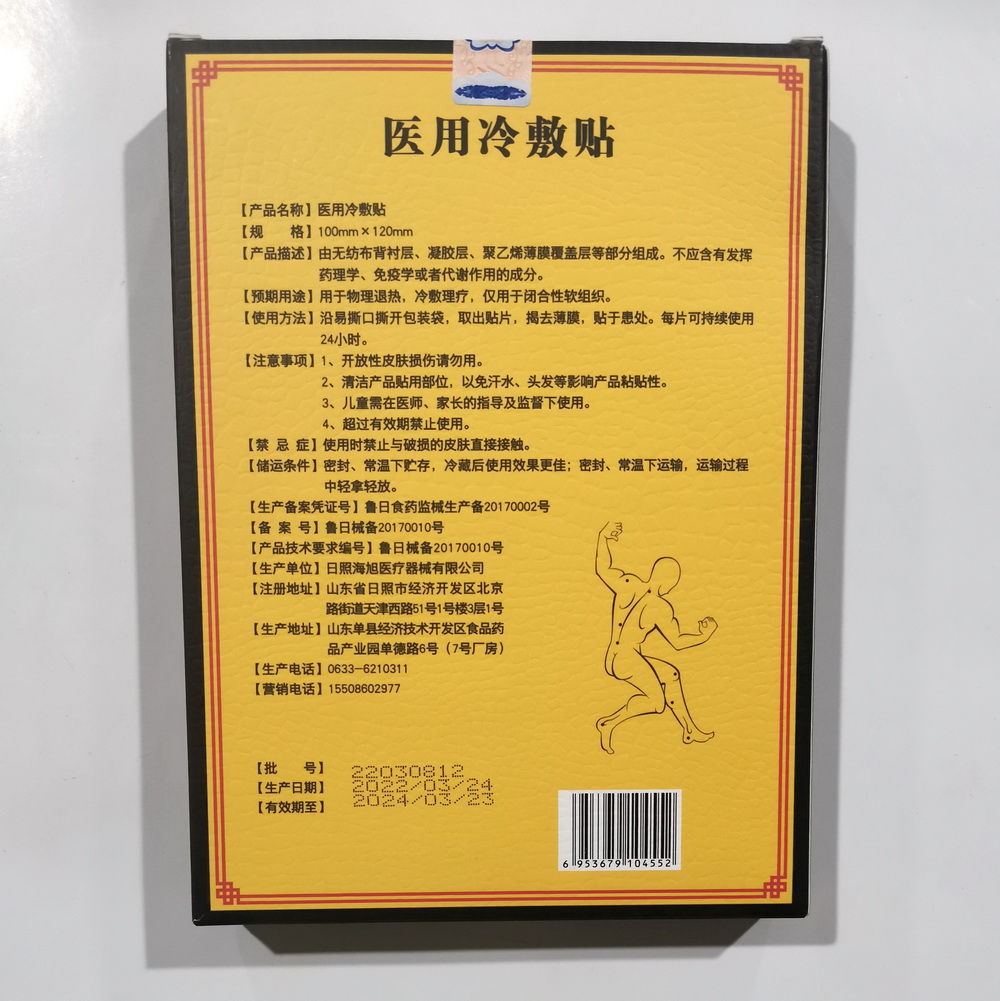 医用冷敷贴
【产品名称】医用冷敷贴
【规 格】100mm×120mm
【产品描述】由无纺布背衬层、凝胶层、聚乙烯薄膜覆盖层等部分组成。不应含有发挥
药理学、免疫学或者代谢作用的成分。
【预期用途】用于物理退热，冷敷理疗，仅用于闭合性软组织。
【使用方法】沿易撕口撕开包装袋，取出贴片，揭去薄膜，贴于患处。每片可持续使用
24小时。
【注意事项】1、开放性皮肤损伤请勿用。
2、清洁产品贴用部位，以免汗水、头发等影响产品粘贴性。
3、儿童需在医师、家长的指导及监督下使用。
4、超过有效期禁止使用。
【禁 忌 症】使用时禁止与破损的皮肤直接接触。
【储运条件】密封、常温下贮存，冷藏后使用效果更佳；密封、常温下运输，运输过程
中轻拿轻放。
【生产备案凭证号】鲁日食药监械生产备20170002号
【备 案 号】鲁日械备20170010号
【产品技术要求编号】鲁日械备20170010号
【生产单位】日照海旭医疗器械有限公司
【注册地址】山东省日照市经济开发区北京
路街道天津西路51号1号楼3层1号
【生产地址】山东单县经济技术开发区食品药
品产业园单德路6号（7号厂房）
【生产电话】0633-6210311
【营销电话】15508602977
【批 号】22030812
【生产日期】2022/03/24
【有效期至】2024/03/23
6 953679 104552